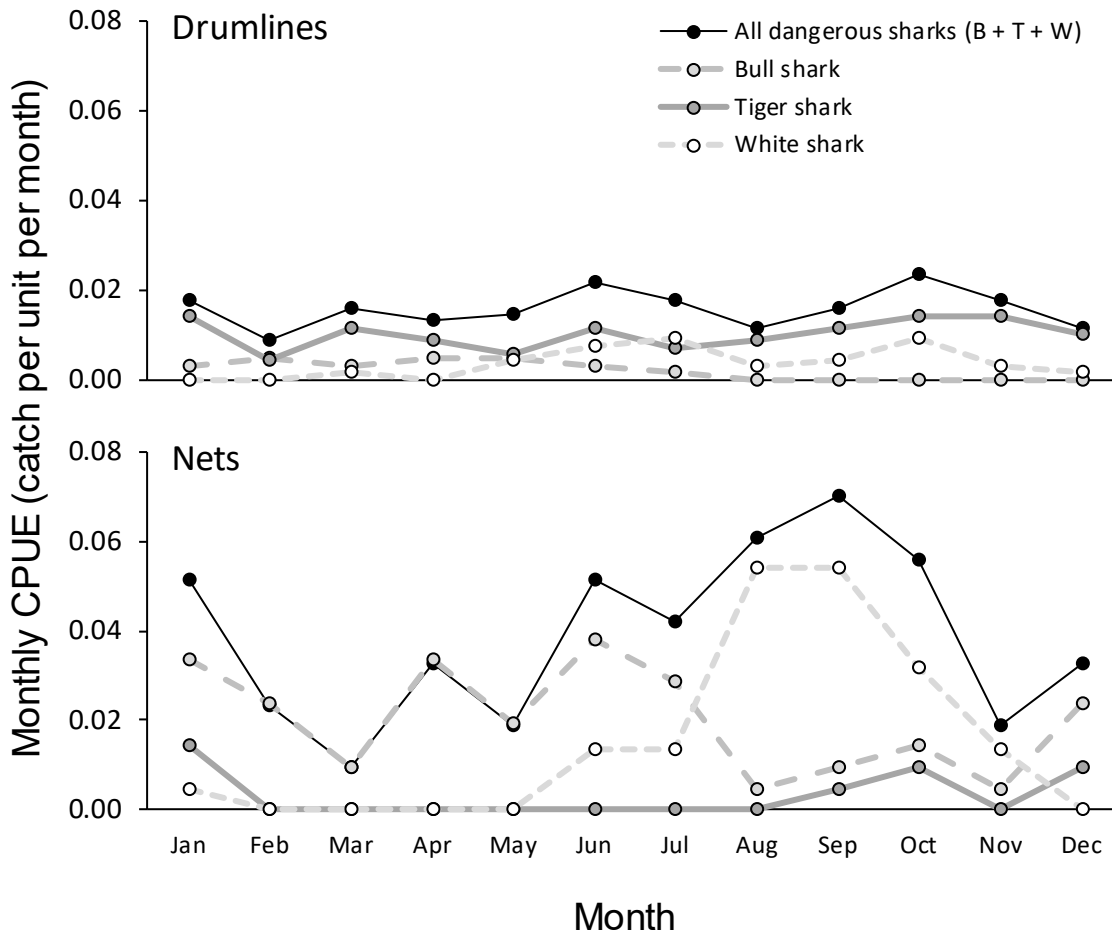 Drumlines
All dangerous sharks (B + T + W)
Bull shark
Tiger shark
White shark
0.08
0.06
0.04
0.02
0.00
Monthly CPUE (catch per unit per month)
Nets
0.08
0.06
0.04
0.02
0.00
Jan Feb Mar Apr May Jun Jul Aug Sep Oct Nov Dec
Month